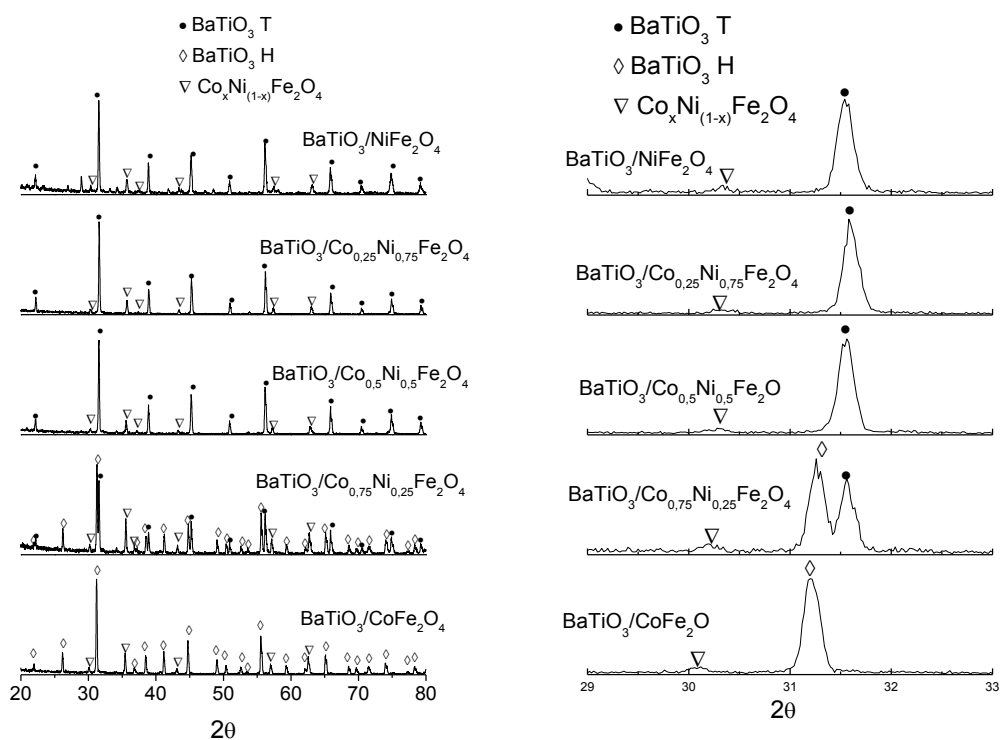 ● BaTiO₃ T
◊ BaTiO₃ H
▽ CoₓNi₍₁₋ₓ₎Fe₂O₄
BaTiO₃/NiFe₂O₄
BaTiO₃/Co₀,₂₅Ni₀,₇₅Fe₂O₄
BaTiO₃/Co₀,₅Ni₀,₅Fe₂O₄
BaTiO₃/Co₀,₇₅Ni₀,₂₅Fe₂O₄
BaTiO₃/CoFe₂O₄
20 30 40 50 60 70 80
2θ
● BaTiO₃ T
◊ BaTiO₃ H
▽ CoₓNi₍₁₋ₓ₎Fe₂O₄
BaTiO₃/NiFe₂O₄
BaTiO₃/Co₀,₂₅Ni₀,₇₅Fe₂O₄
BaTiO₃/Co₀,₅Ni₀,₅Fe₂O
BaTiO₃/Co₀,₇₅Ni₀,₂₅Fe₂O₄
BaTiO₃/CoFe₂O
29 30 31 32 33
2θ